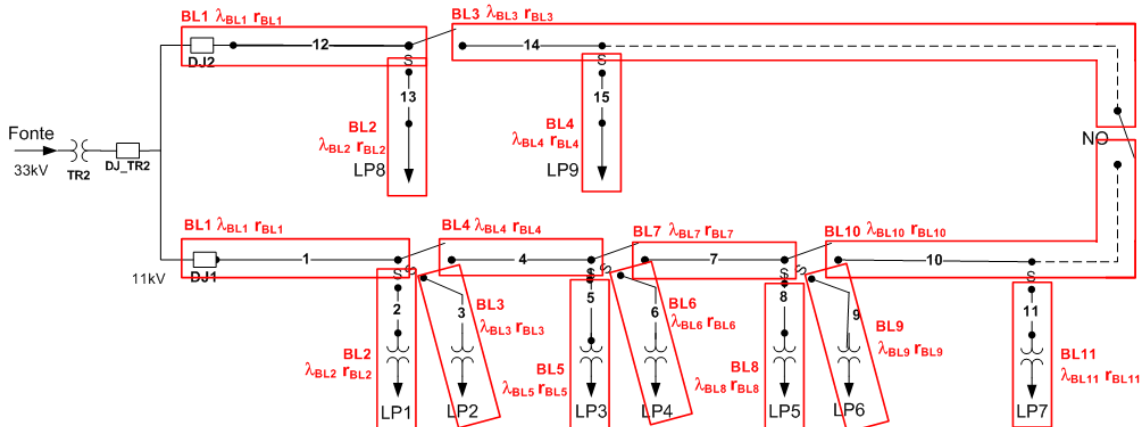 BL1 λBL1 rBL1
BL3 λBL3 rBL3
12
14
DJ2
S
S
13
15
BL2
λBL2 rBL2
BL4
λBL4 rBL4
LP8
LP9
Fonte
33kV
TR2
DJ_TR2
NO
BL1 λBL1 rBL1
BL4 λBL4 rBL4
BL7 λBL7 rBL7
BL10 λBL10 rBL10
11kV
DJ1
1
4
7
10
S
S
S
S
S
S
S
2
3
5
6
8
9
11
BL2
λBL2 rBL2
BL3
λBL3 rBL3
BL5
λBL5 rBL5
BL6
λBL6 rBL6
BL8
λBL8 rBL8
BL9
λBL9 rBL9
BL11
λBL11 rBL11
LP1
LP2
LP3
LP4
LP5
LP6
LP7